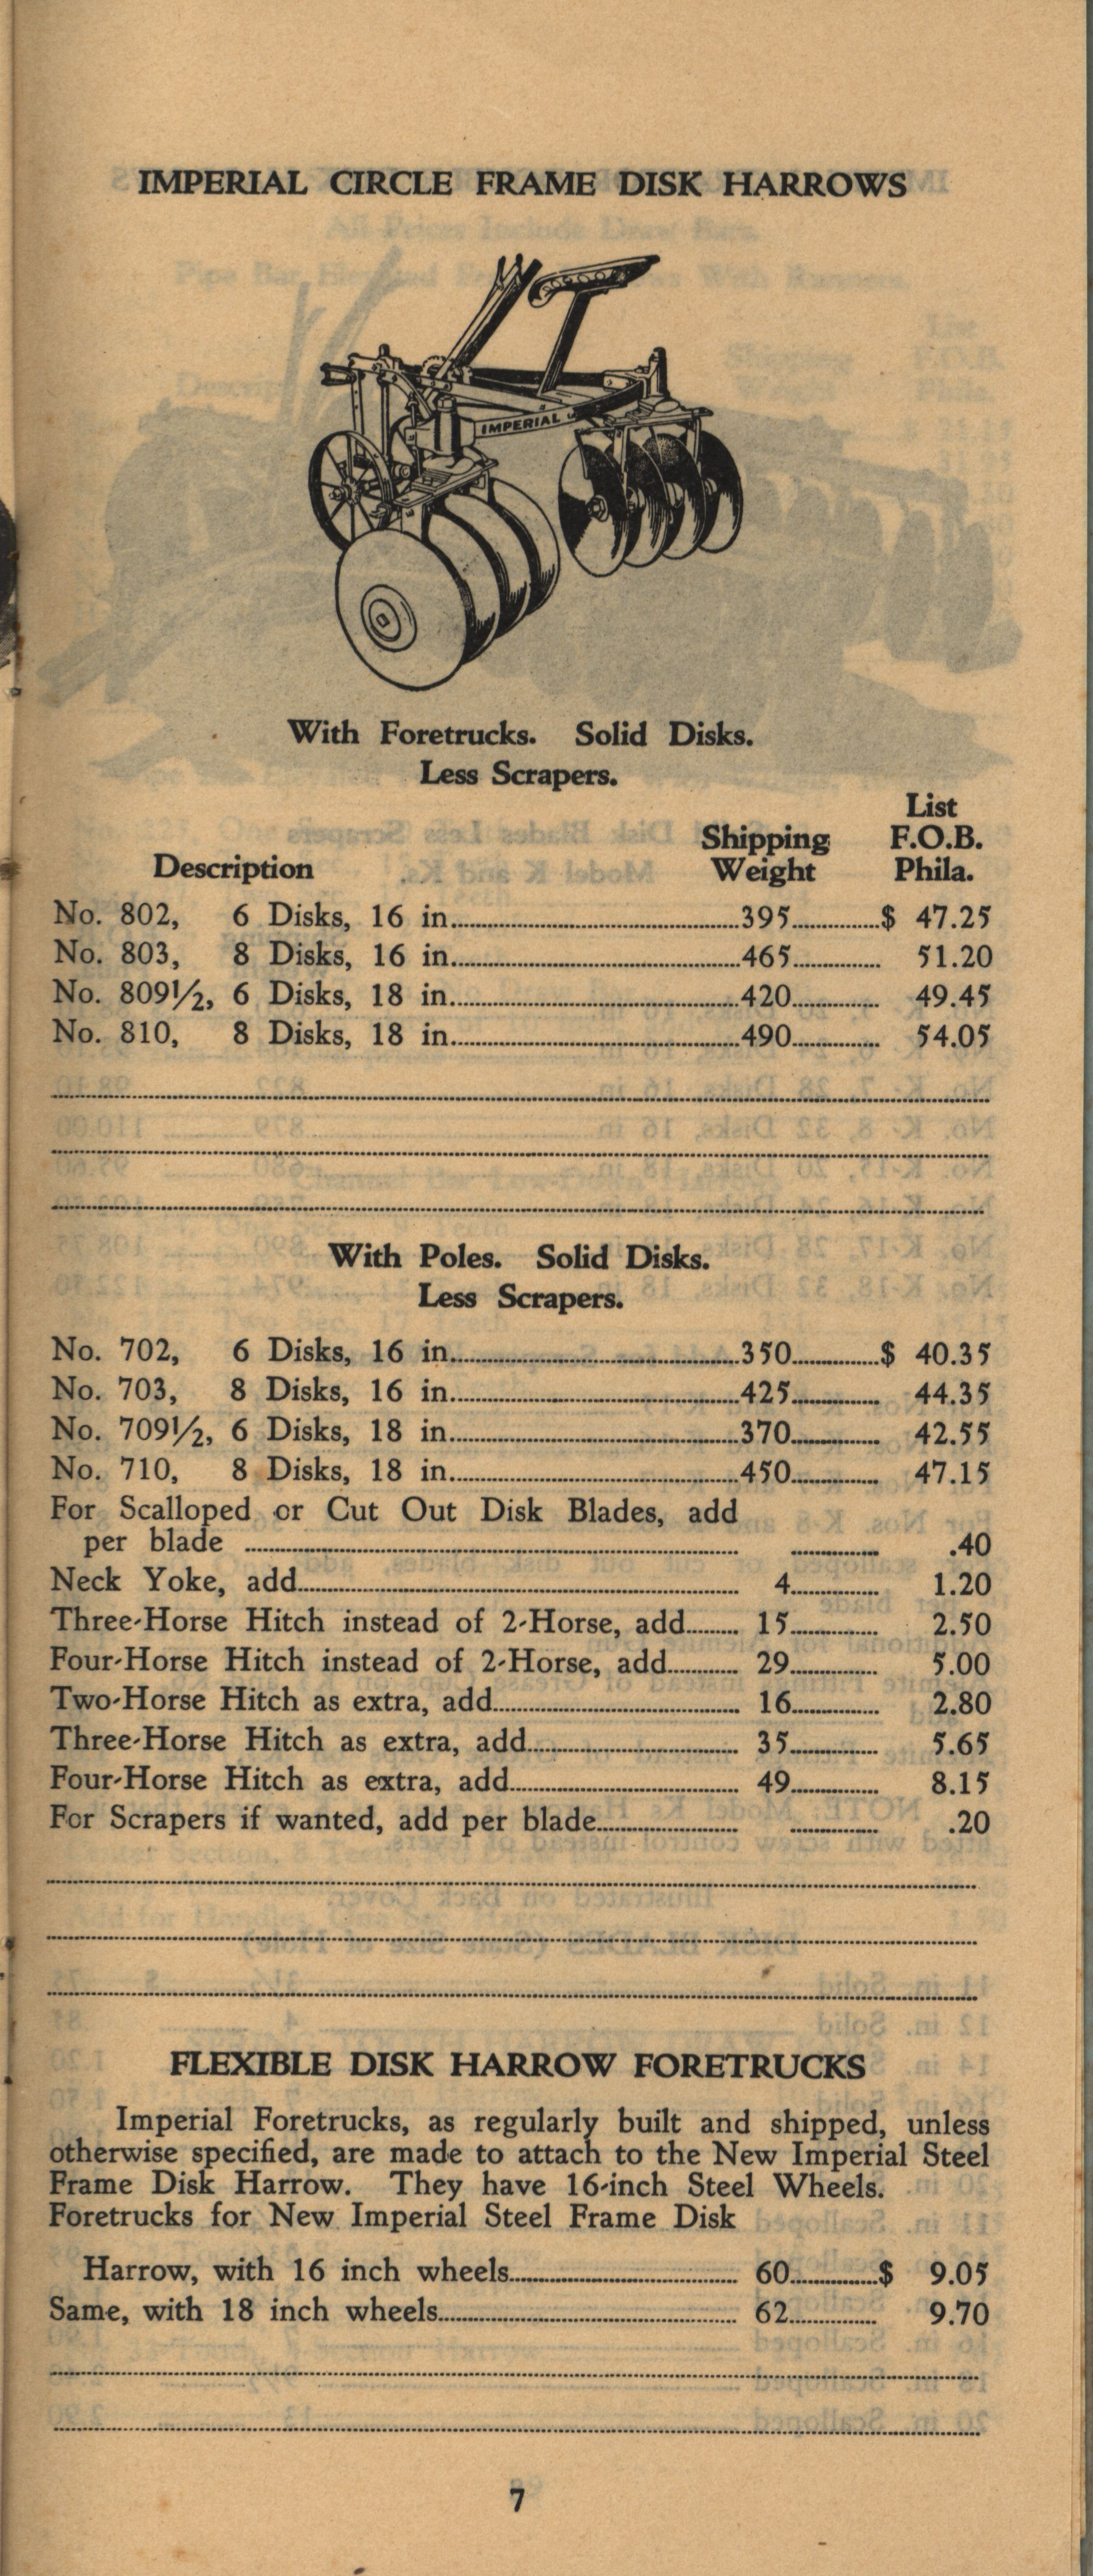 IMPERIAL CIRCLE FRAME DISK HARROWS
IMPERIAL
With Foretrucks. Solid Disks.
Less Scrapers.
List
Shipping F.O.B.
Description Weight Phila.
No. 802, 6 Disks, 16 in. 395 $ 47.25
No. 803, 8 Disks, 16 in. 465 51.20
No. 809½, 6 Disks, 18 in. 420 49.45
No. 810, 8 Disks, 18 in. 490 54.05
With Poles. Solid Disks.
Less Scrapers.
No. 702, 6 Disks, 16 in. 350 $ 40.35
No. 703, 8 Disks, 16 in. 425 44.35
No. 709½, 6 Disks, 18 in. 370 42.55
No. 710, 8 Disks, 18 in. 450 47.15
For Scalloped or Cut Out Disk Blades, add
per blade .40
Neck Yoke, add 4 1.20
Three-Horse Hitch instead of 2-Horse, add 15 2.50
Four-Horse Hitch instead of 2-Horse, add 29 5.00
Two-Horse Hitch as extra, add 16 2.80
Three-Horse Hitch as extra, add 35 5.65
Four-Horse Hitch as extra, add 49 8.15
For Scrapers if wanted, add per blade .20
FLEXIBLE DISK HARROW FORETRUCKS
Imperial Foretrucks, as regularly built and shipped, unless
otherwise specified, are made to attach to the New Imperial Steel
Frame Disk Harrow. They have 16-inch Steel Wheels.
Foretrucks for New Imperial Steel Frame Disk
Harrow, with 16 inch wheels 60 $ 9.05
Same, with 18 inch wheels 62 9.70
7